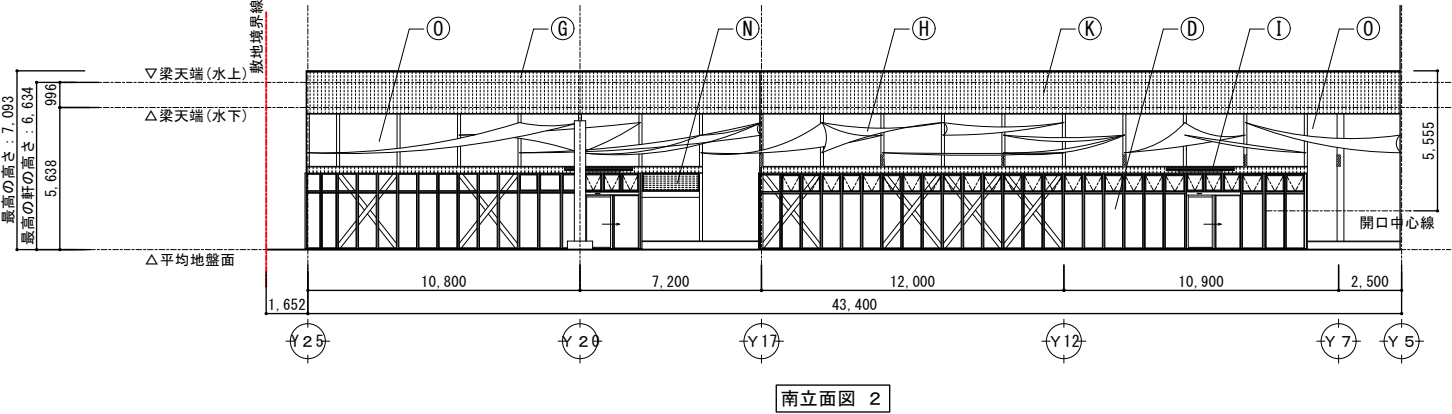 敷地境界線
Ⓞ
Ⓖ
Ⓝ
Ⓗ
Ⓚ
Ⓓ
Ⓘ
Ⓞ
▽梁天端(水上)
△梁天端(水下)
△平均地盤面
最高の高さ：7,093
最高の軒の高さ：6,634
996
5,638
5,555
開口中心線
10,800
7,200
12,000
10,900
2,500
1,652
43,400
Y25
Y20
Y17
Y12
Y 7
Y 5
南立面図 2